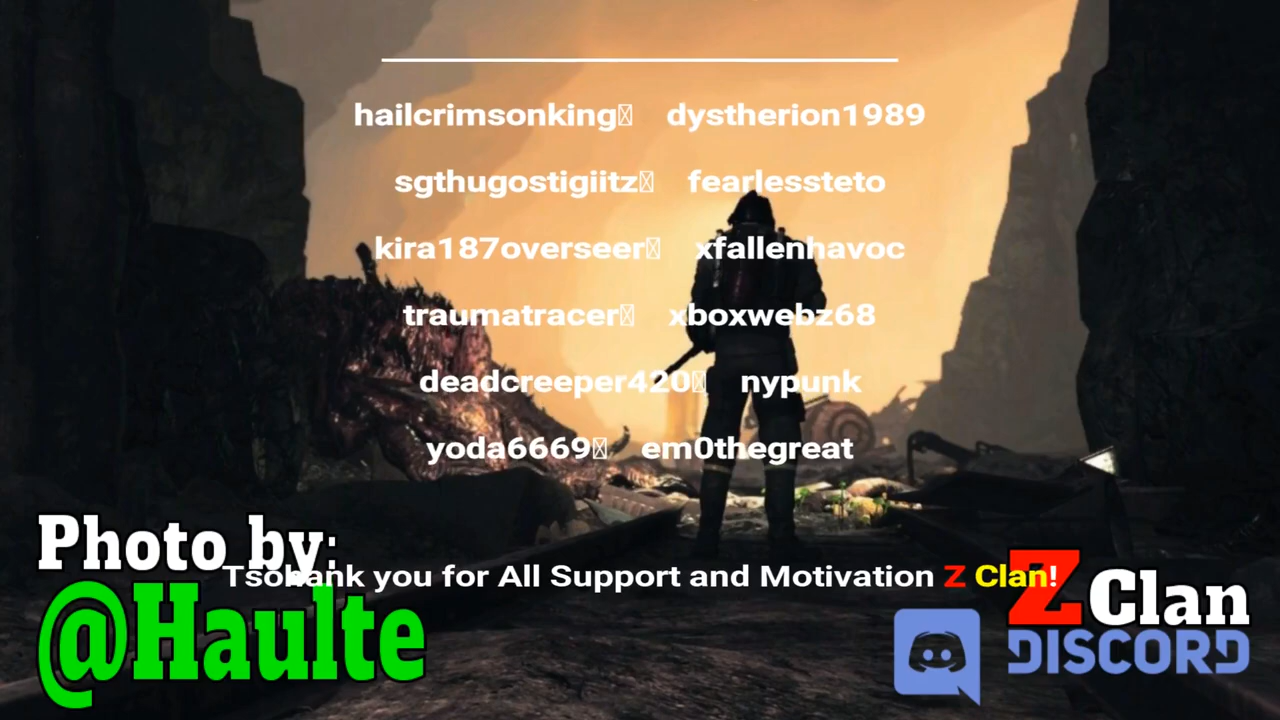 hailcrimsonking dystherion1989
sgthugostigiitz fearlessteto
kira187overseer xfallenhavoc
traumatracer xboxwebz68
deadcreeper420 nypunk
yoda6669 em0thegreat
Photo by:
Tsohank you for All Support and Motivation Z Clan!
@Haulte
Z Clan
DISCORD